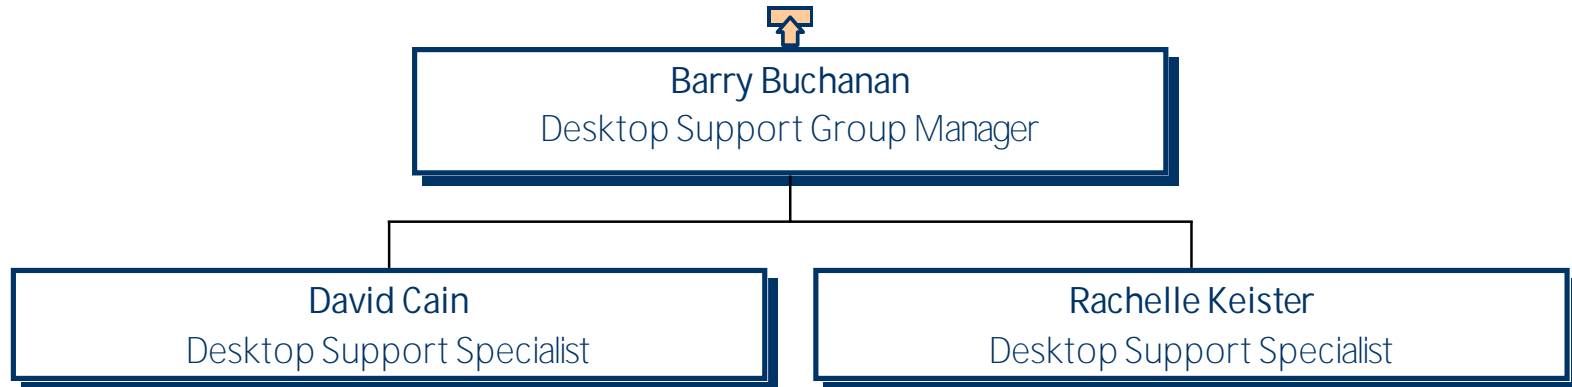 Barry Buchanan
Desktop Support Group Manager
David Cain
Desktop Support Specialist
Rachelle Keister
Desktop Support Specialist